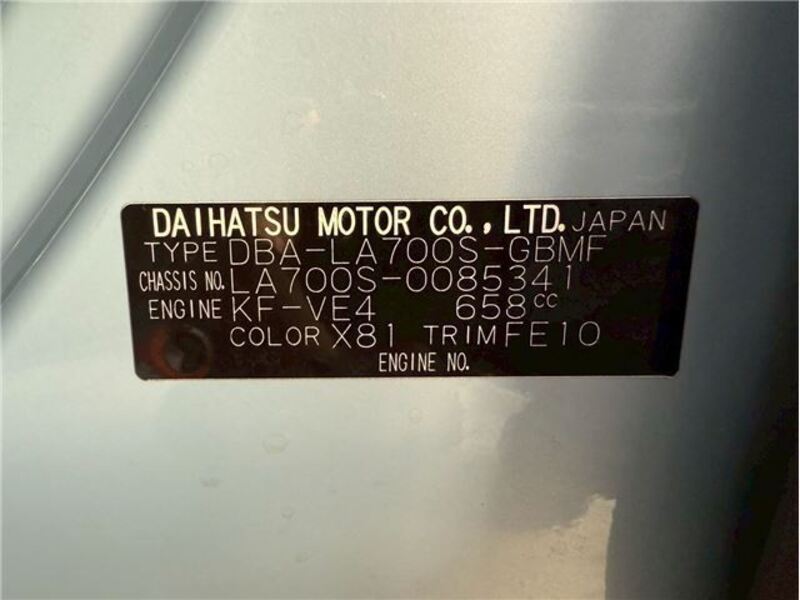 DAIHATSU MOTOR CO., LTD. JAPAN
TYPE DBA-LA700S-GBMF
CHASSIS NO. LA700S-0085341
ENGINE KF-VE4 658cc
COLOR X81 TRIM FE10
ENGINE NO.